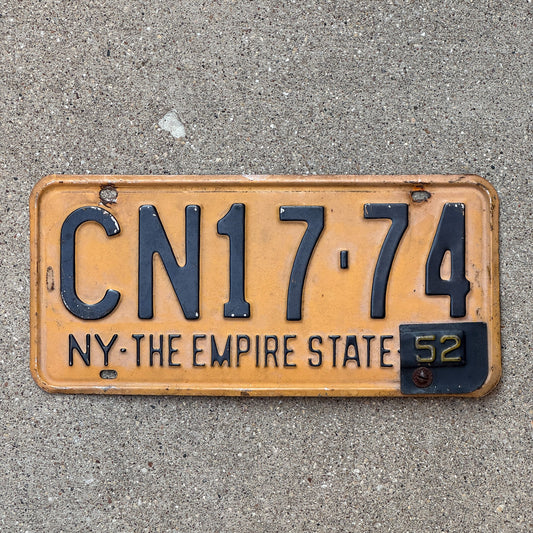 CN17·74
NY·THE EMPIRE STATE· 52